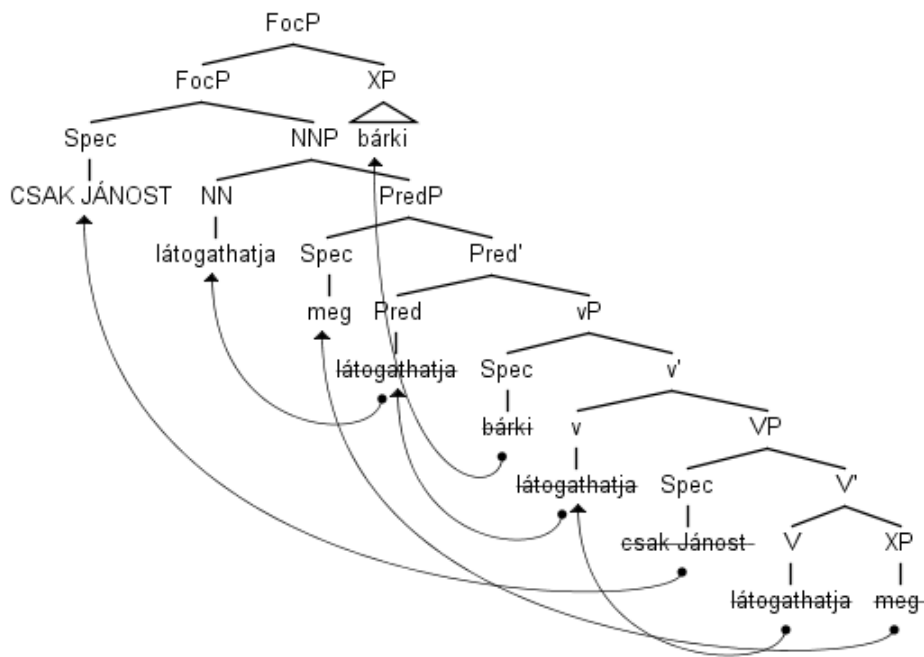 FocP
FocP XP
Spec NNP bárki
CSAK JÁNOST NN PredP
látogathatja Spec Pred'
meg Pred vP
látogathatja Spec v'
bárki v VP
látogathatja Spec V'
csak Jánost V XP
látogathatja meg